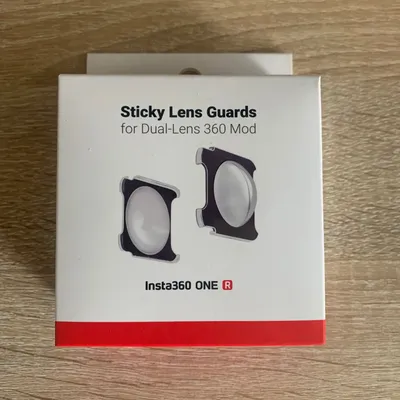 Sticky Lens Guards
for Dual-Lens 360 Mod
Insta360 ONE R